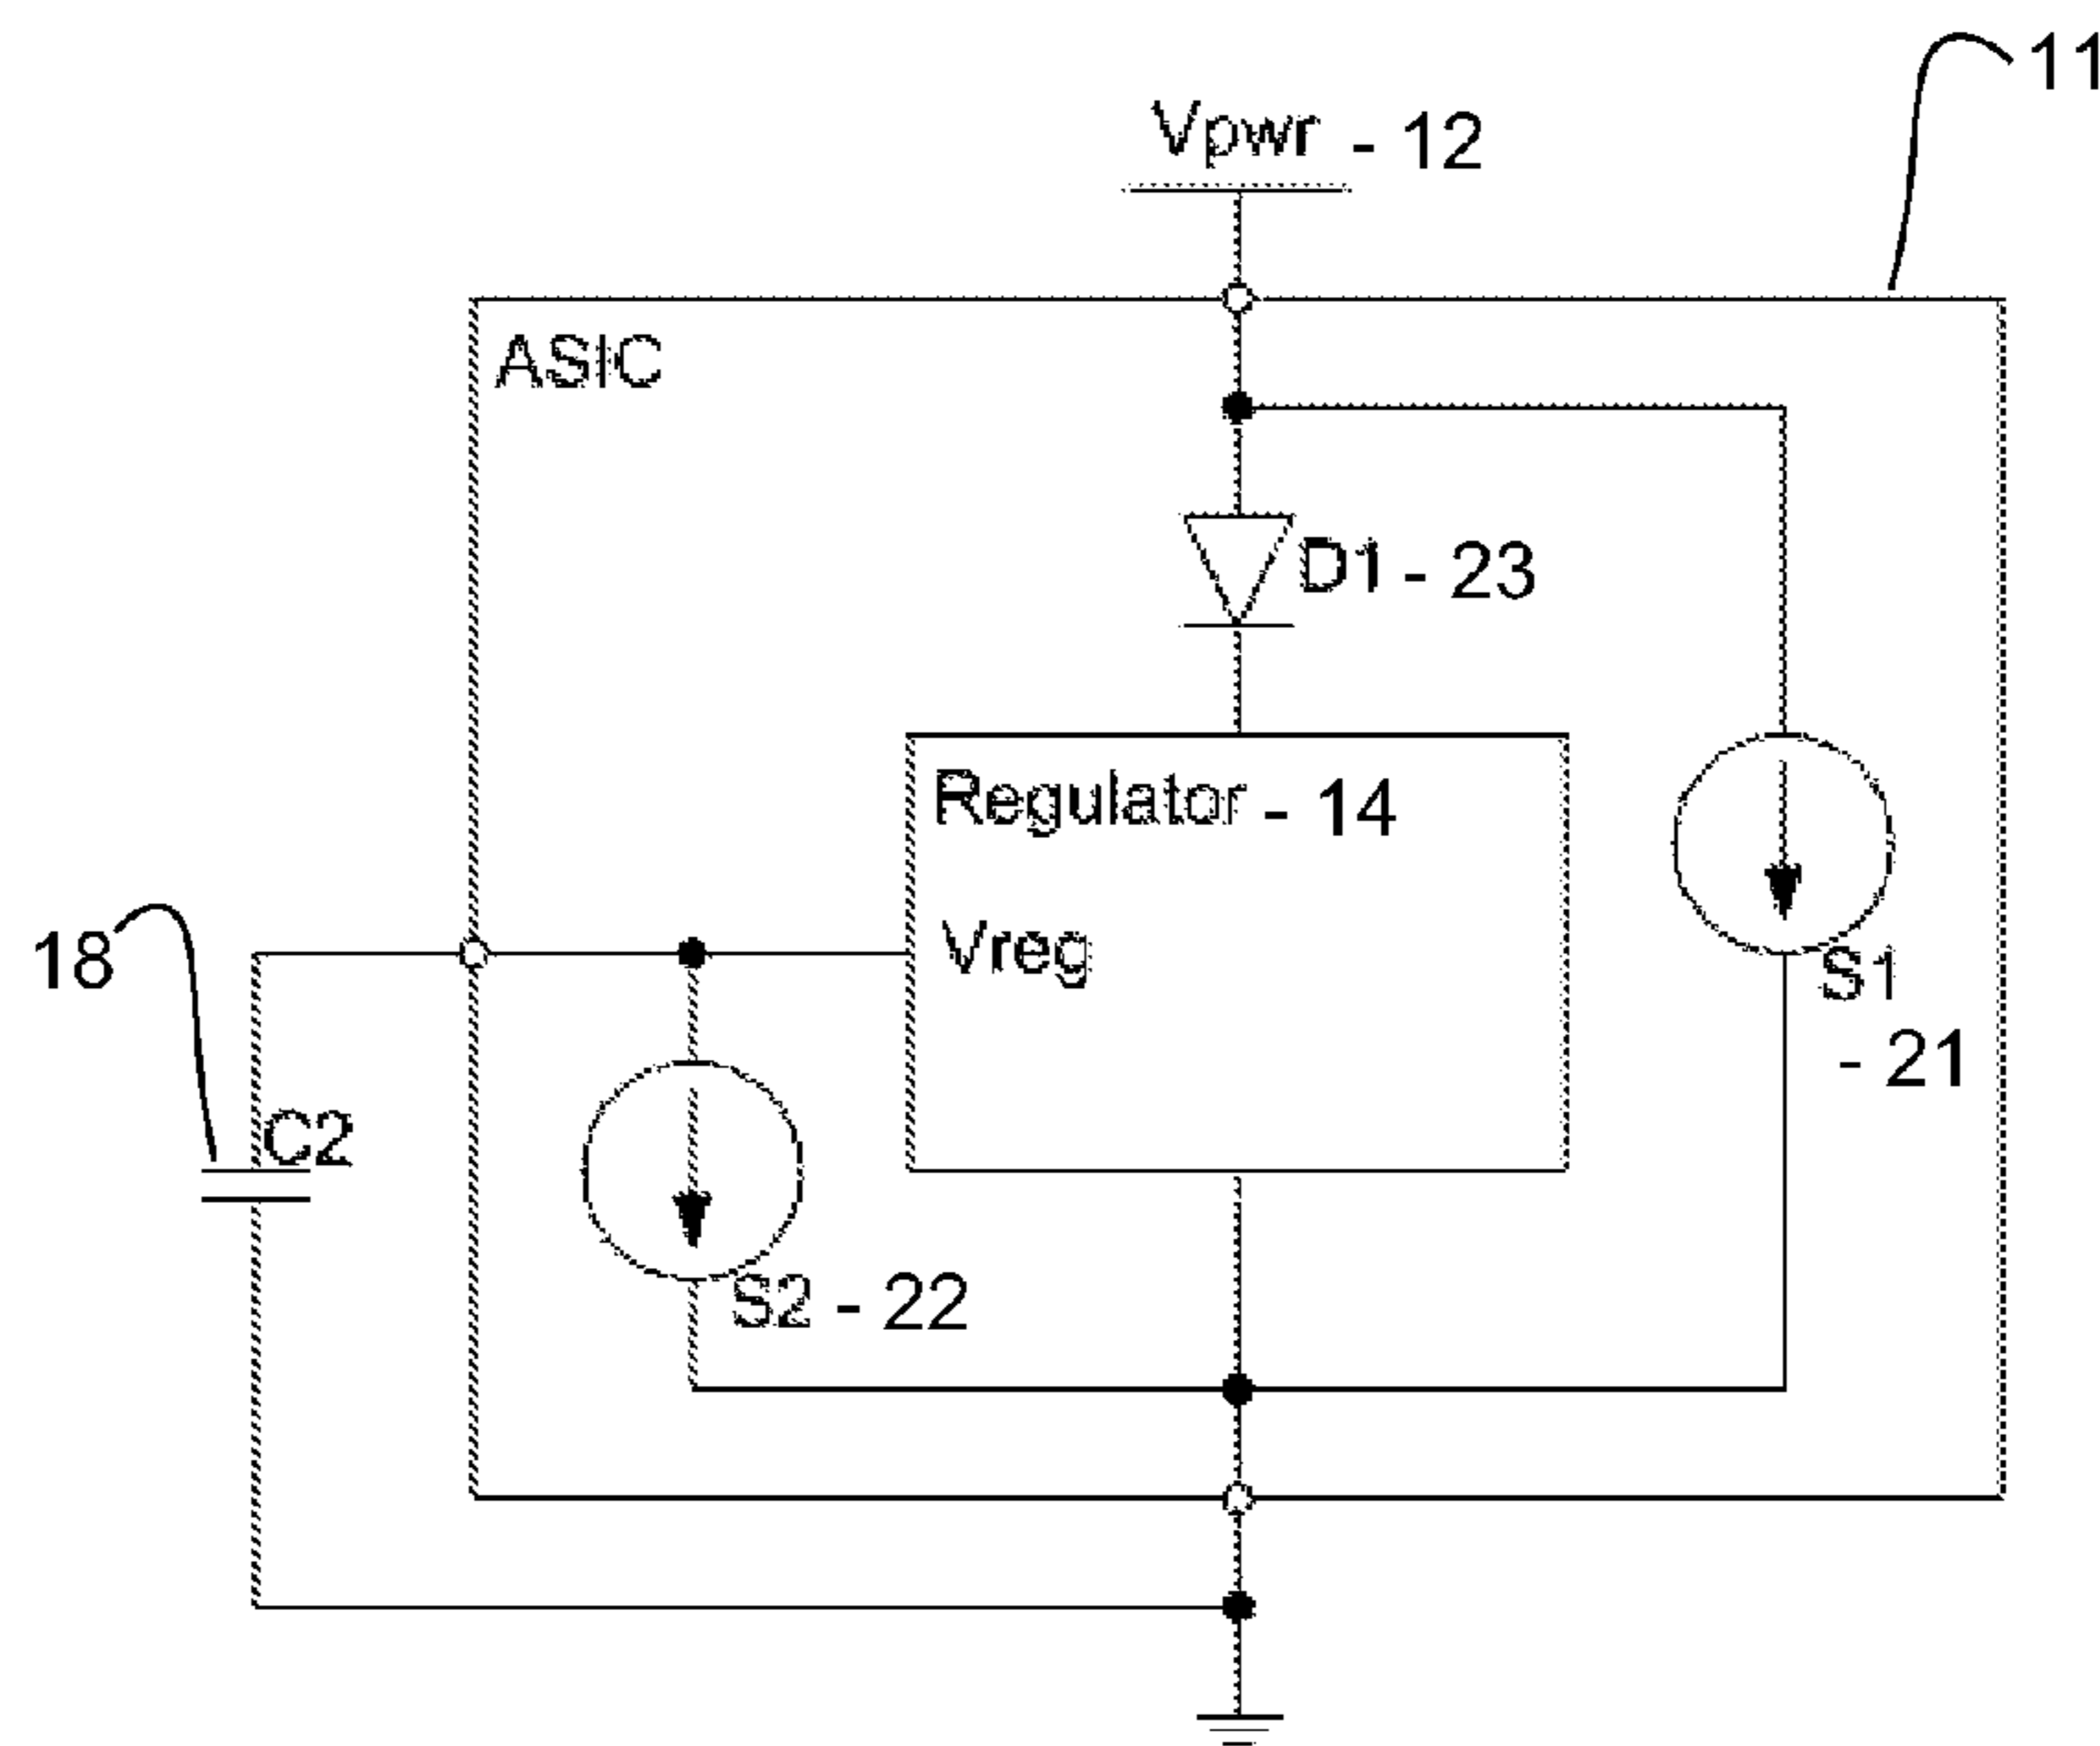 11
Vpwr - 12
ASIC
D1 - 23
Regulator - 14
Vreg
18
S1
- 21
C2
S2 - 22